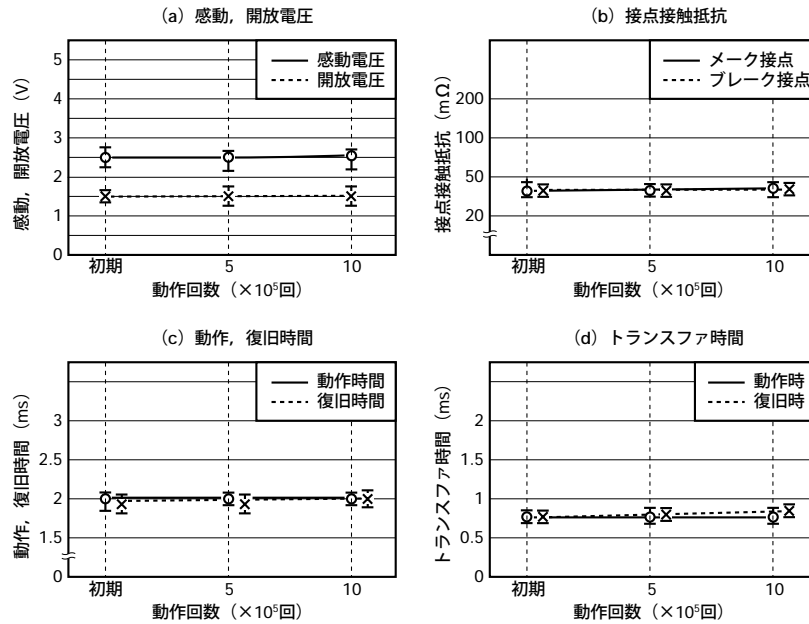 (a) 感動，開放電圧
感動，開放電圧（V）
5
4
3
2
1
0
感動電圧
開放電圧
初期
5
10
動作回数（×10⁵回）
(b) 接点接触抵抗
接点接触抵抗（mΩ）
200
100
50
20
0
メーク接点
ブレーク接点
初期
5
10
動作回数（×10⁵回）
(c) 動作，復旧時間
動作，復旧時間（ms）
3
2.5
2
1.5
0
動作時間
復旧時間
初期
5
10
動作回数（×10⁵回）
(d) トランスファ時間
トランスファ時間（ms）
2
1
0.5
0
動作時
復旧時
初期
5
10
動作回数（×10⁵回）